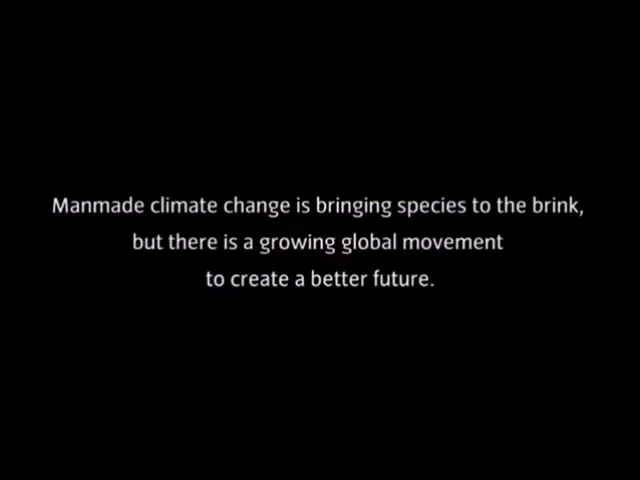 Manmade climate change is bringing species to the brink,
but there is a growing global movement
to create a better future.